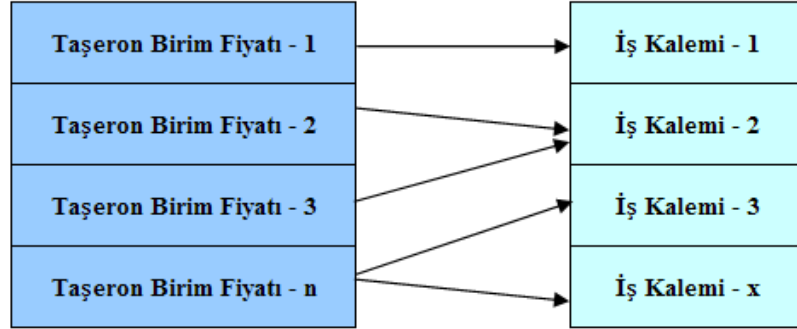 Taşeron Birim Fiyatı - 1
İş Kalemi - 1
Taşeron Birim Fiyatı - 2
İş Kalemi - 2
Taşeron Birim Fiyatı - 3
İş Kalemi - 3
Taşeron Birim Fiyatı - n
İş Kalemi - x